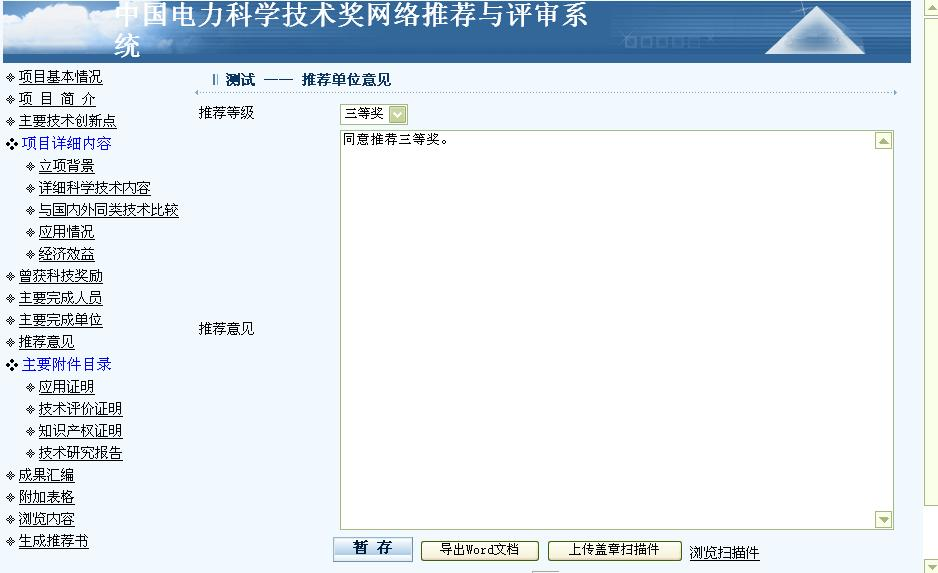 中国电力科学技术奖网络推荐与评审系
统
测试 —— 推荐单位意见
项目基本情况
项 目 简 介
主要技术创新点
项目详细内容
立项背景
详细科学技术内容
与国内外同类技术比较
应用情况
经济效益
曾获科技奖励
主要完成人员
主要完成单位
推荐意见
主要附件目录
应用证明
技术评价证明
知识产权证明
技术研究报告
成果汇编
附加表格
浏览内容
生成推荐书
推荐等级
三等奖
推荐意见
同意推荐三等奖。
暂 存
导出Word文档
上传盖章扫描件
浏览扫描件